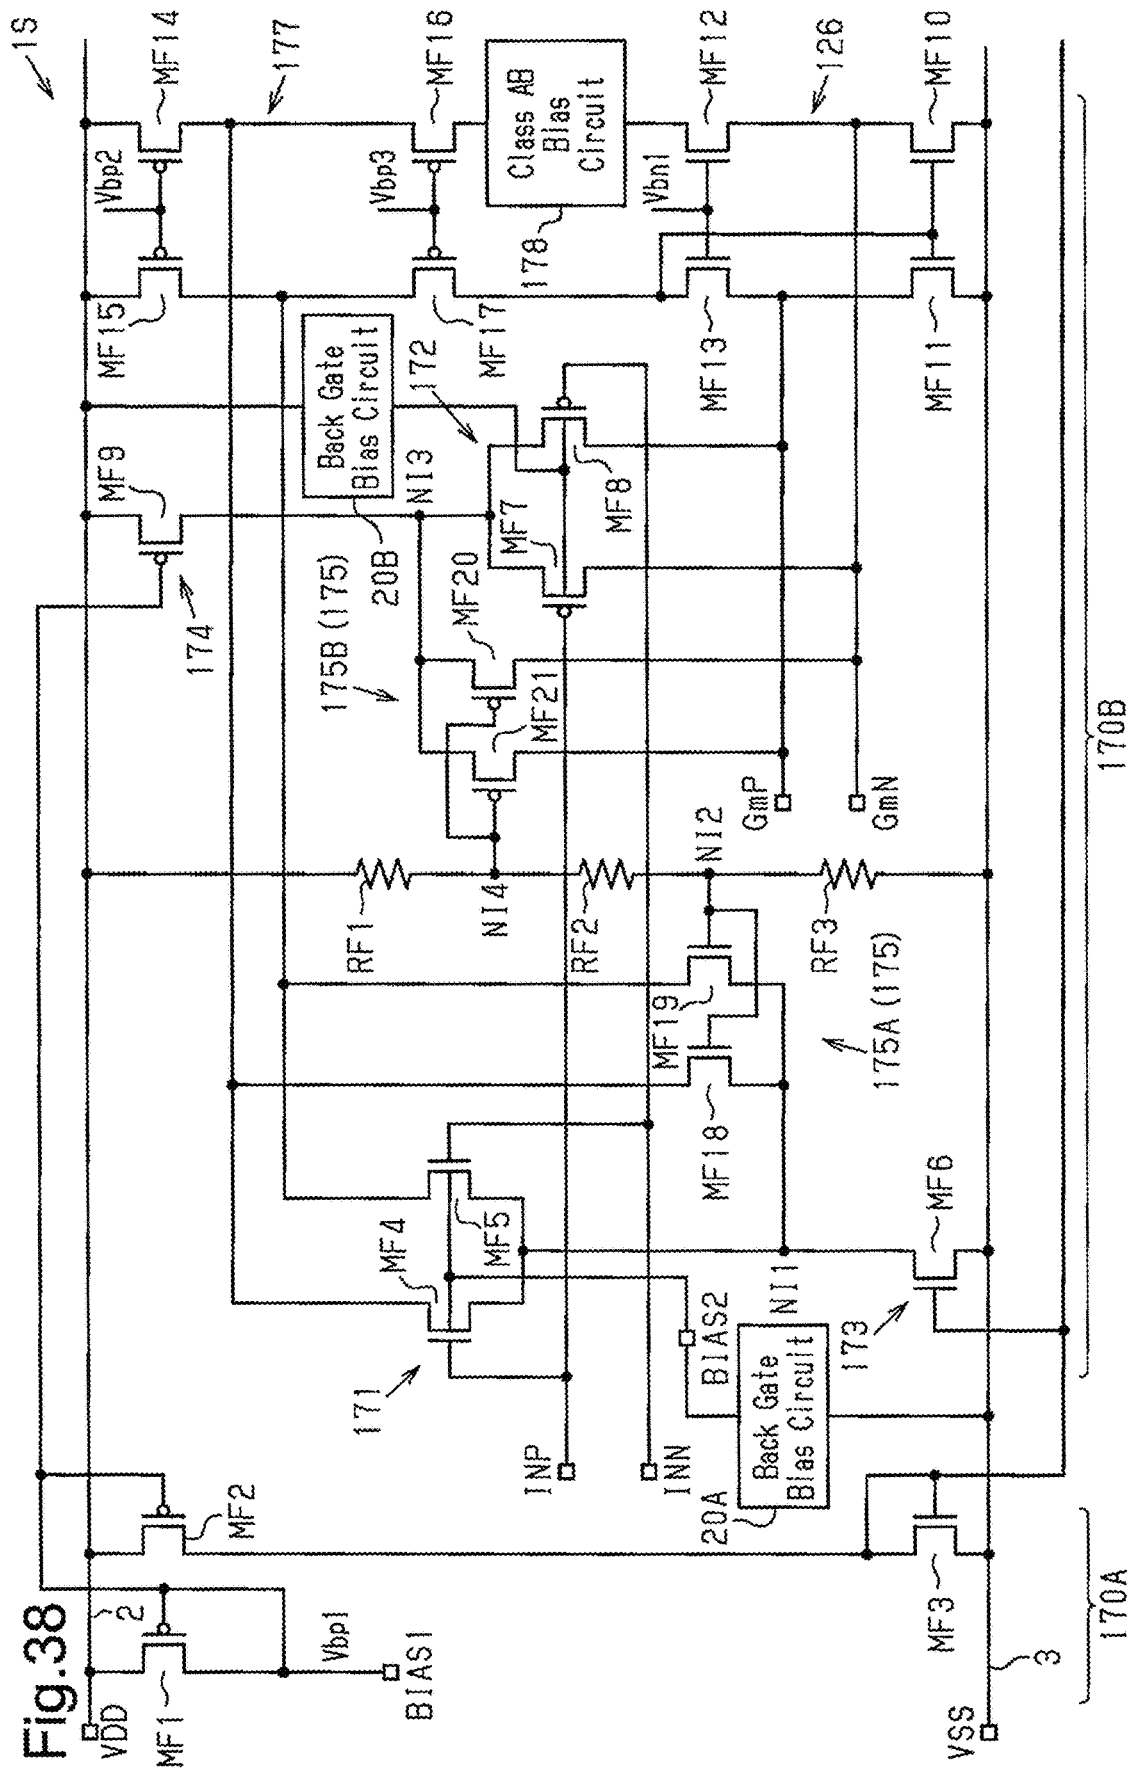 Fig.38
1S
VDD
2
MF1
Vbp1
BIAS1
MF2
MF9
174
MF15
Vbp2
MF14
177
Back Gate
Bias Circuit
20B
NI3
175B (175)
MF20
MF21
172
MF7
MF8
MF17
Vbp3
MF16
Class AB
Bias
Circuit
178
Vbn1
MF12
MF13
126
MF11
MF10
RF1
NI4
RF2
NI2
RF3
GmP
GmN
171
MF4
MF5
MF18
MF19
175A (175)
INP
INN
BIAS2
NI1
Back Gate
Bias Circuit
20A
173
MF6
MF3
VSS
3
170A
170B